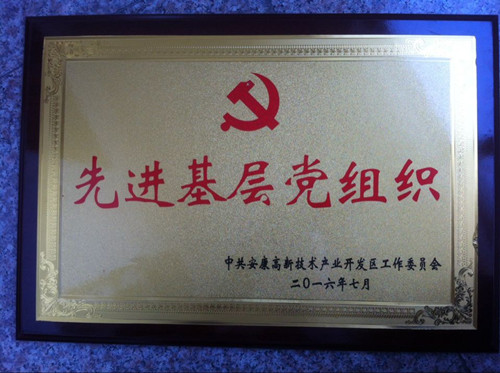 先进基层党组织
中共安康高新技术产业开发区工作委员会
二〇一六年七月